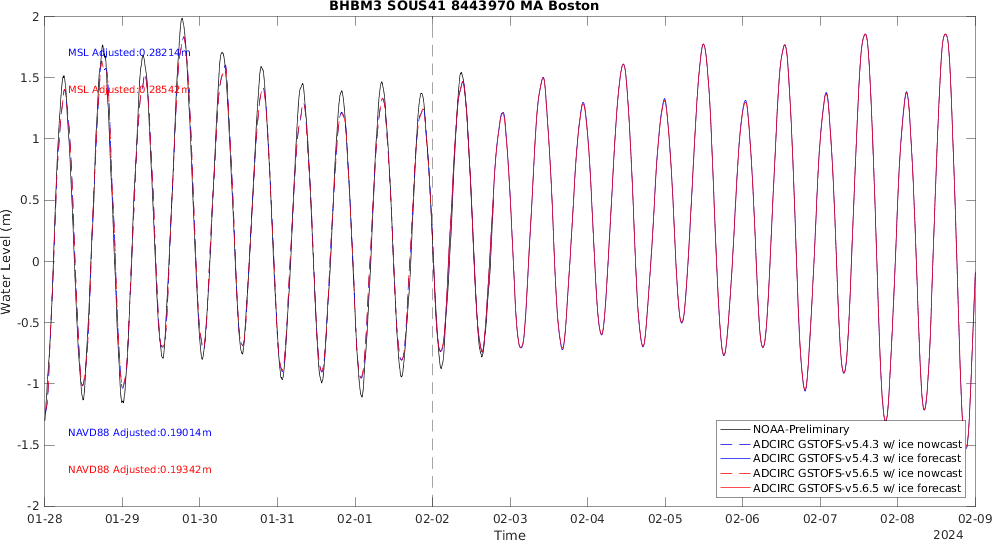 BHBM3 SOUS41 8443970 MA Boston
2
1.5
1
0.5
0
-0.5
-1
-1.5
-2
Water Level (m)
MSL Adjusted:0.28214m
MSL Adjusted:0.28542m
NAVD88 Adjusted:0.19014m
NAVD88 Adjusted:0.19342m
NOAA-Preliminary
ADCIRC GSTOFS-v5.4.3 w/ ice nowcast
ADCIRC GSTOFS-v5.4.3 w/ ice forecast
ADCIRC GSTOFS-v5.6.5 w/ ice nowcast
ADCIRC GSTOFS-v5.6.5 w/ ice forecast
01-28 01-29 01-30 01-31 02-01 02-02 02-03 02-04 02-05 02-06 02-07 02-08 02-09
Time
2024